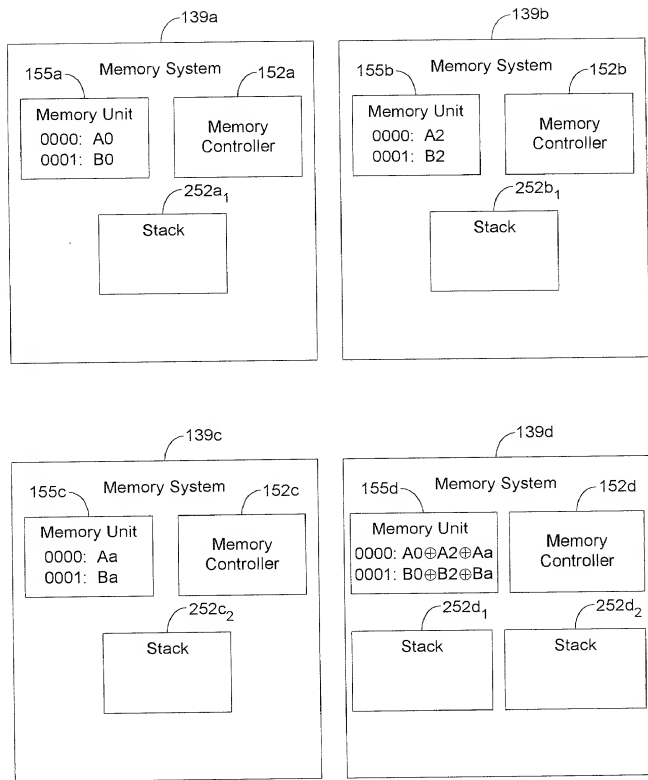 139a
Memory System
155a
152a
Memory Unit
0000: A0
0001: B0
Memory
Controller
252a1
Stack
139b
Memory System
155b
152b
Memory Unit
0000: A2
0001: B2
Memory
Controller
252b1
Stack
139c
Memory System
155c
152c
Memory Unit
0000: Aa
0001: Ba
Memory
Controller
252c2
Stack
139d
Memory System
155d
152d
Memory Unit
0000: A0⊕A2⊕Aa
0001: B0⊕B2⊕Ba
Memory
Controller
252d1
Stack
252d2
Stack